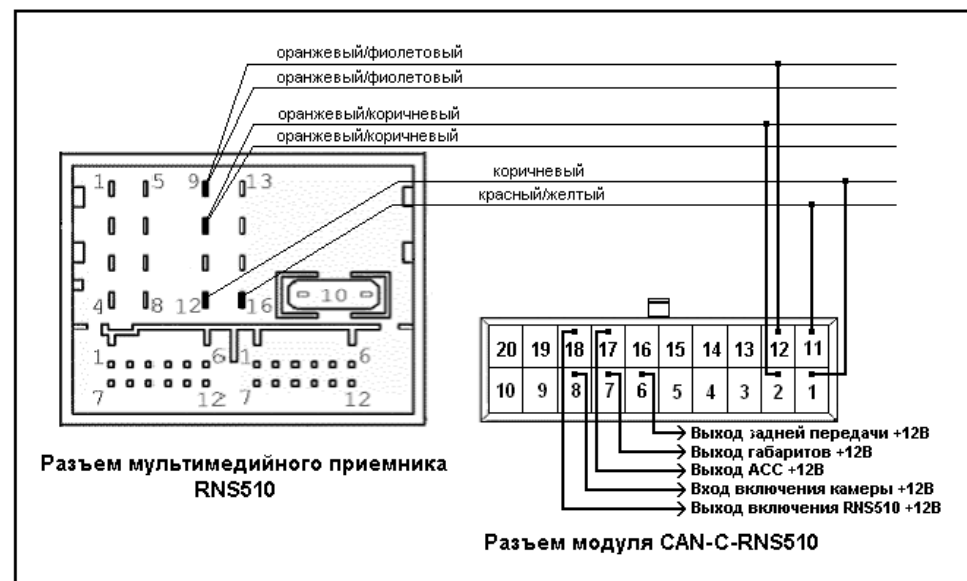 оранжевый/фиолетовый
оранжевый/фиолетовый
оранжевый/коричневый
оранжевый/коричневый
коричневый
красный/желтый
1 5 9 13
4 8 12 16 10
1 6 1 6
7 12 7 12
Разъем мультимедийного приемника
RNS510
20 19 18 17 16 15 14 13 12 11
10 9 8 7 6 5 4 3 2 1
Выход задней передачи +12В
Выход габаритов +12В
Выход ACC +12В
Вход включения камеры +12В
Выход включения RNS510 +12В
Разъем модуля CAN-C-RNS510